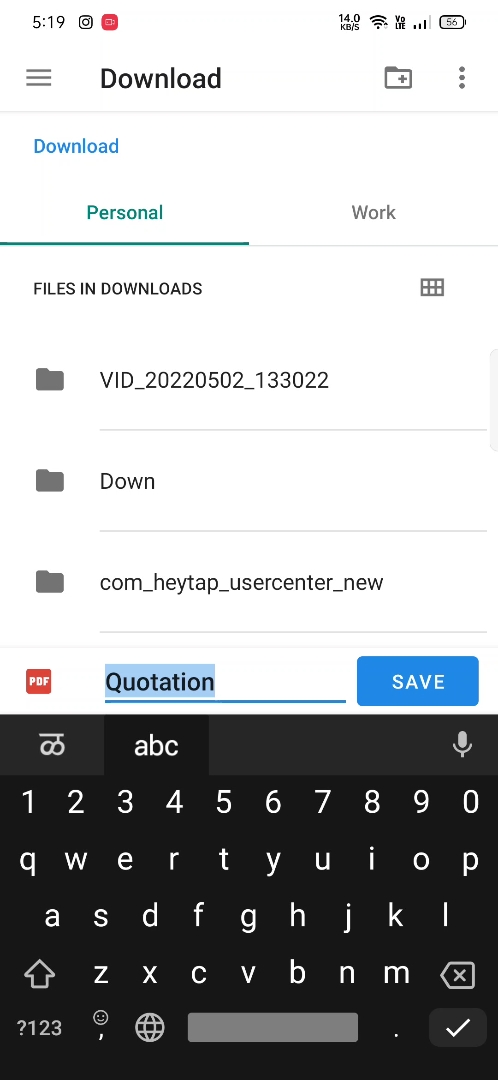 5:19 14.0 KB/S Vo LTE 56
Download
Download
Personal Work
FILES IN DOWNLOADS
VID_20220502_133022
Down
com_heytap_usercenter_new
PDF Quotation SAVE
abc
1 2 3 4 5 6 7 8 9 0
q w e r t y u i o p
a s d f g h j k l
z x c v b n m
?123 , .